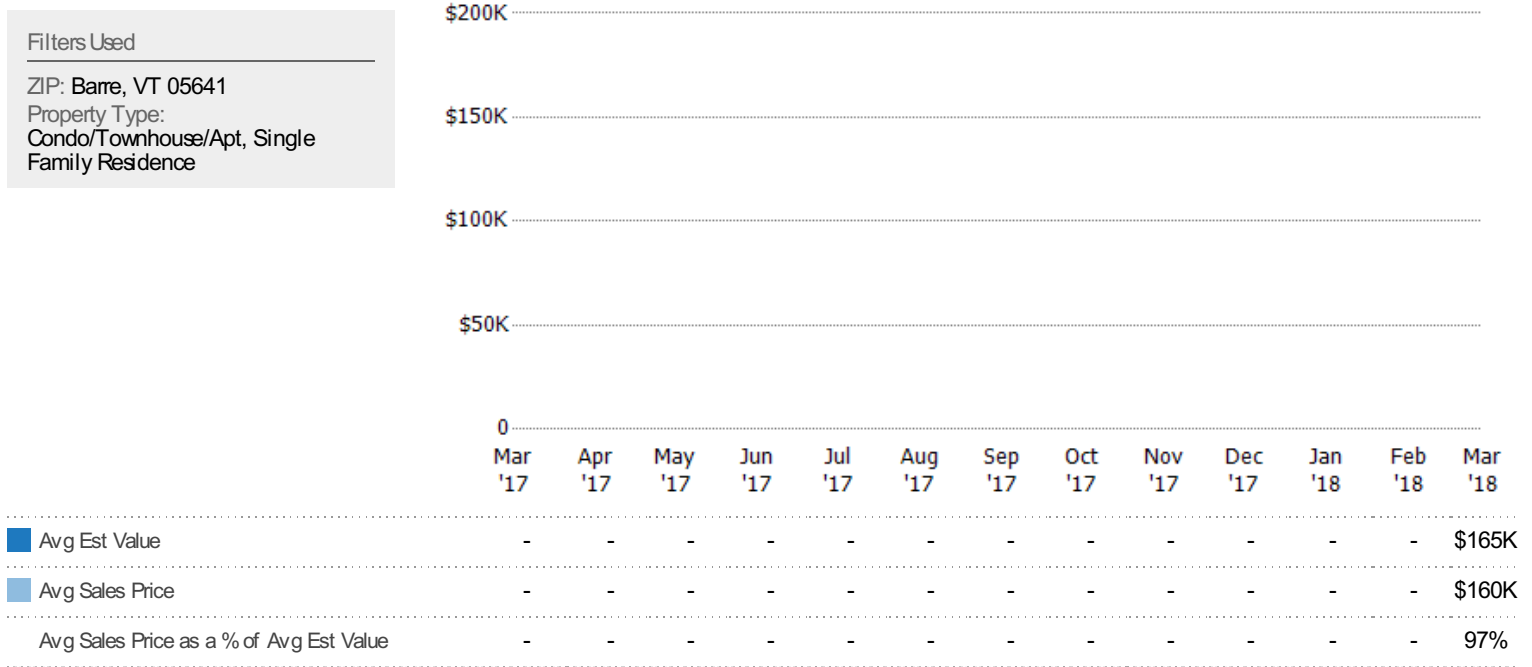 Filters Used
ZIP: Barre, VT 05641
Property Type:
Condo/Townhouse/Apt, Single
Family Residence
$200K
$150K
$100K
$50K
0
Mar Apr May Jun Jul Aug Sep Oct Nov Dec Jan Feb Mar
'17 '17 '17 '17 '17 '17 '17 '17 '17 '17 '18 '18 '18
Avg Est Value - - - - - - - - - - - - $165K
Avg Sales Price - - - - - - - - - - - - $160K
Avg Sales Price as a % of Avg Est Value - - - - - - - - - - - - 97%